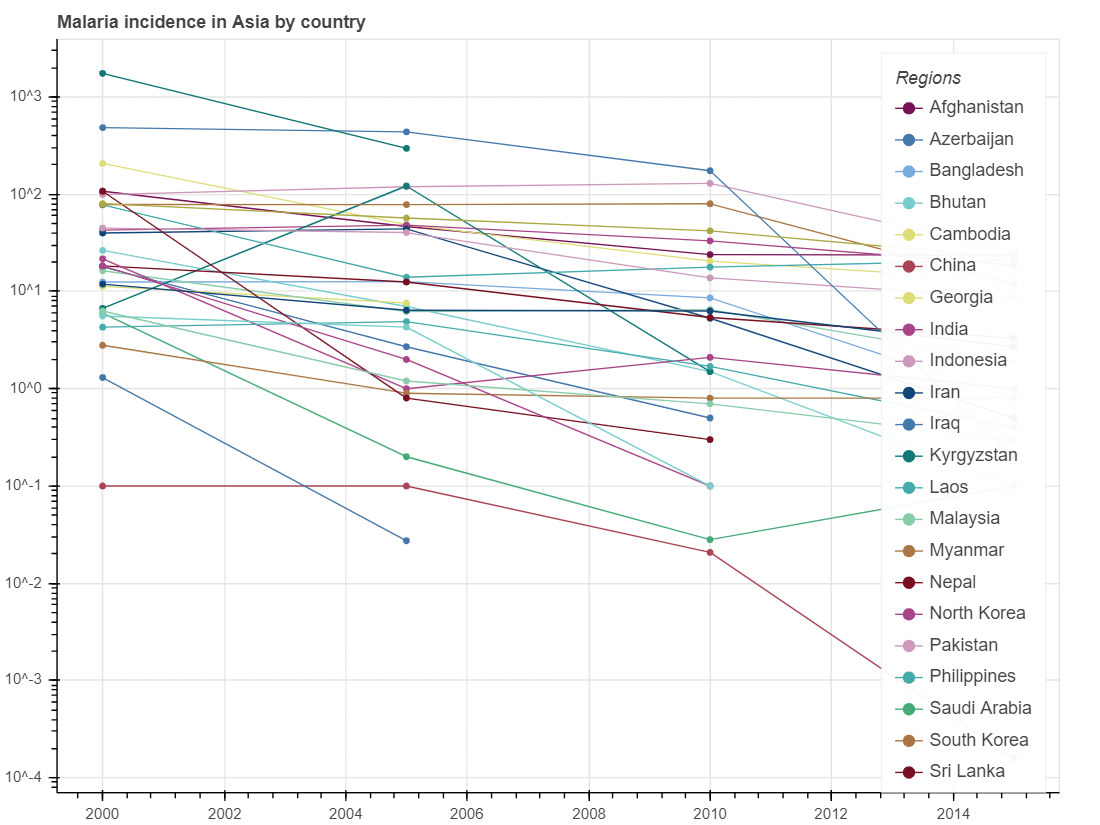 Malaria incidence in Asia by country
10^3
10^2
10^1
10^0
10^-1
10^-2
10^-3
10^-4
2000
2002
2004
2006
2008
2010
2012
2014
Regions
Afghanistan
Azerbaijan
Bangladesh
Bhutan
Cambodia
China
Georgia
India
Indonesia
Iran
Iraq
Kyrgyzstan
Laos
Malaysia
Myanmar
Nepal
North Korea
Pakistan
Philippines
Saudi Arabia
South Korea
Sri Lanka